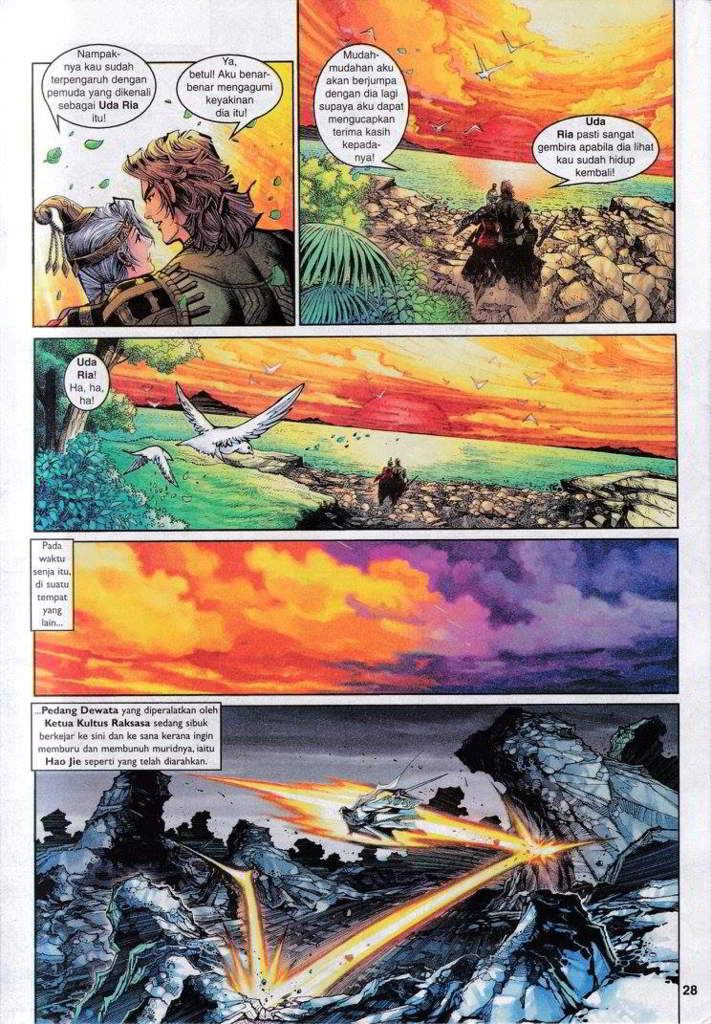 Nampak-
nya kau sudah
terpengaruh dengan
pemuda yang dikenali
sebagai Uda Ria
itu!
Ya,
betul! Aku benar-
benar mengagumi
keyakinan
dia itu!
Mudah-
mudahan aku
akan berjumpa
dengan dia lagi
supaya aku dapat
mengucapkan
terima kasih
kepada-
nya!
Uda
Ria pasti sangat
gembira apabila dia lihat
kau sudah hidup
kembali!
Uda
Ria!
Ha, ha,
ha!
Pada
waktu
senja itu,
di suatu
tempat
yang
lain...
...Pedang Dewata yang diperalatkan oleh
Ketua Kultus Raksasa sedang sibuk
berkejar ke sini dan ke sana kerana ingin
memburu dan membunuh muridnya, iaitu
Hao Jie seperti yang telah diarahkan.
28